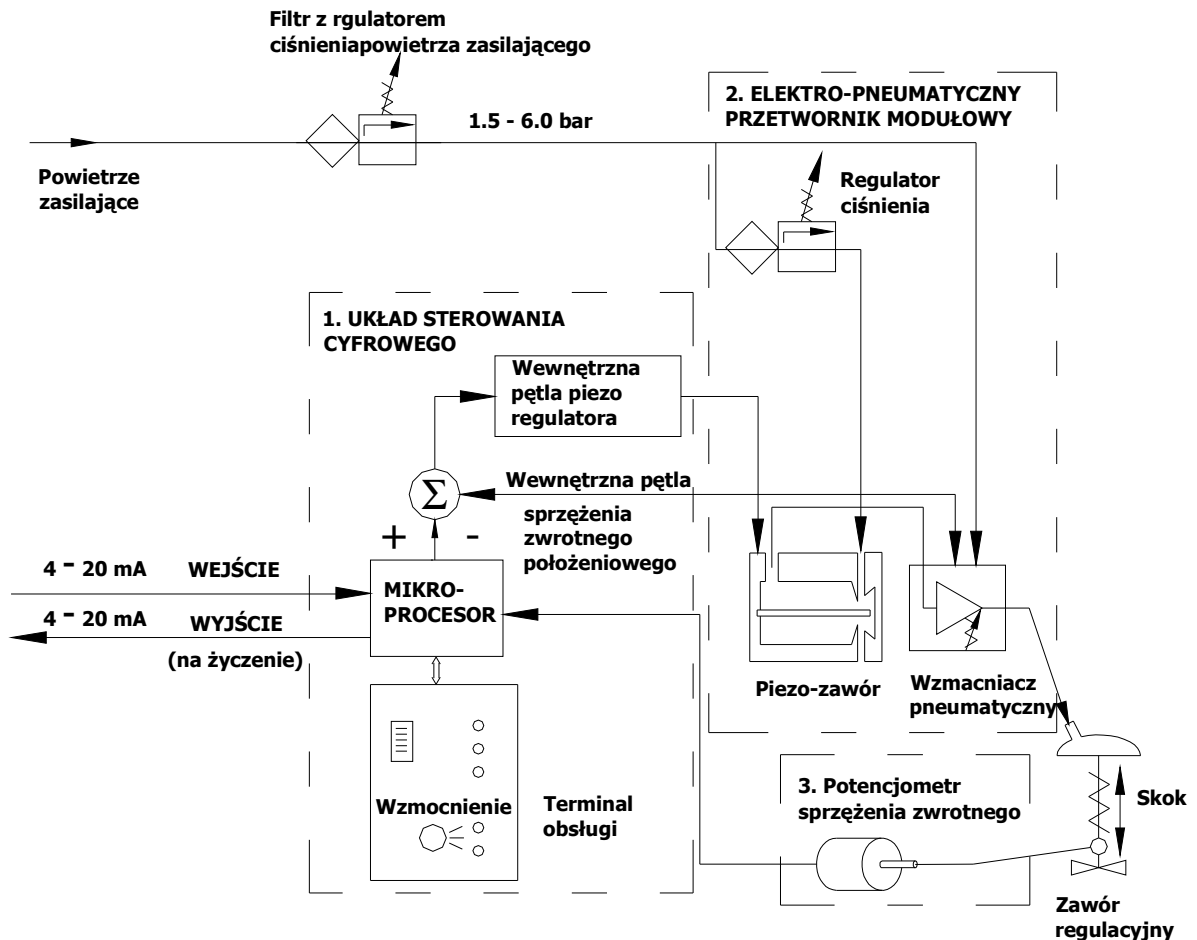 Filtr z rgulatorem
ciśnieniapowietrza zasilającego
2. ELEKTRO-PNEUMATYCZNY
PRZETWORNIK MODUŁOWY
1.5 - 6.0 bar
Powietrze
zasilające
Regulator
ciśnienia
1. UKŁAD STEROWANIA
CYFROWEGO
Wewnętrzna
pętla piezo
regulatora
Σ
Wewnętrzna pętla
sprzężenia
zwrotnego
położeniowego
+ -
4 - 20 mA WEJŚCIE
4 - 20 mA WYJŚCIE
(na życzenie)
MIKRO-
PROCESOR
Piezo-zawór
Wzmacniacz
pneumatyczny
Wzmocnienie
Terminal
obsługi
3. Potencjometr
sprzężenia zwrotnego
Skok
Zawór
regulacyjny